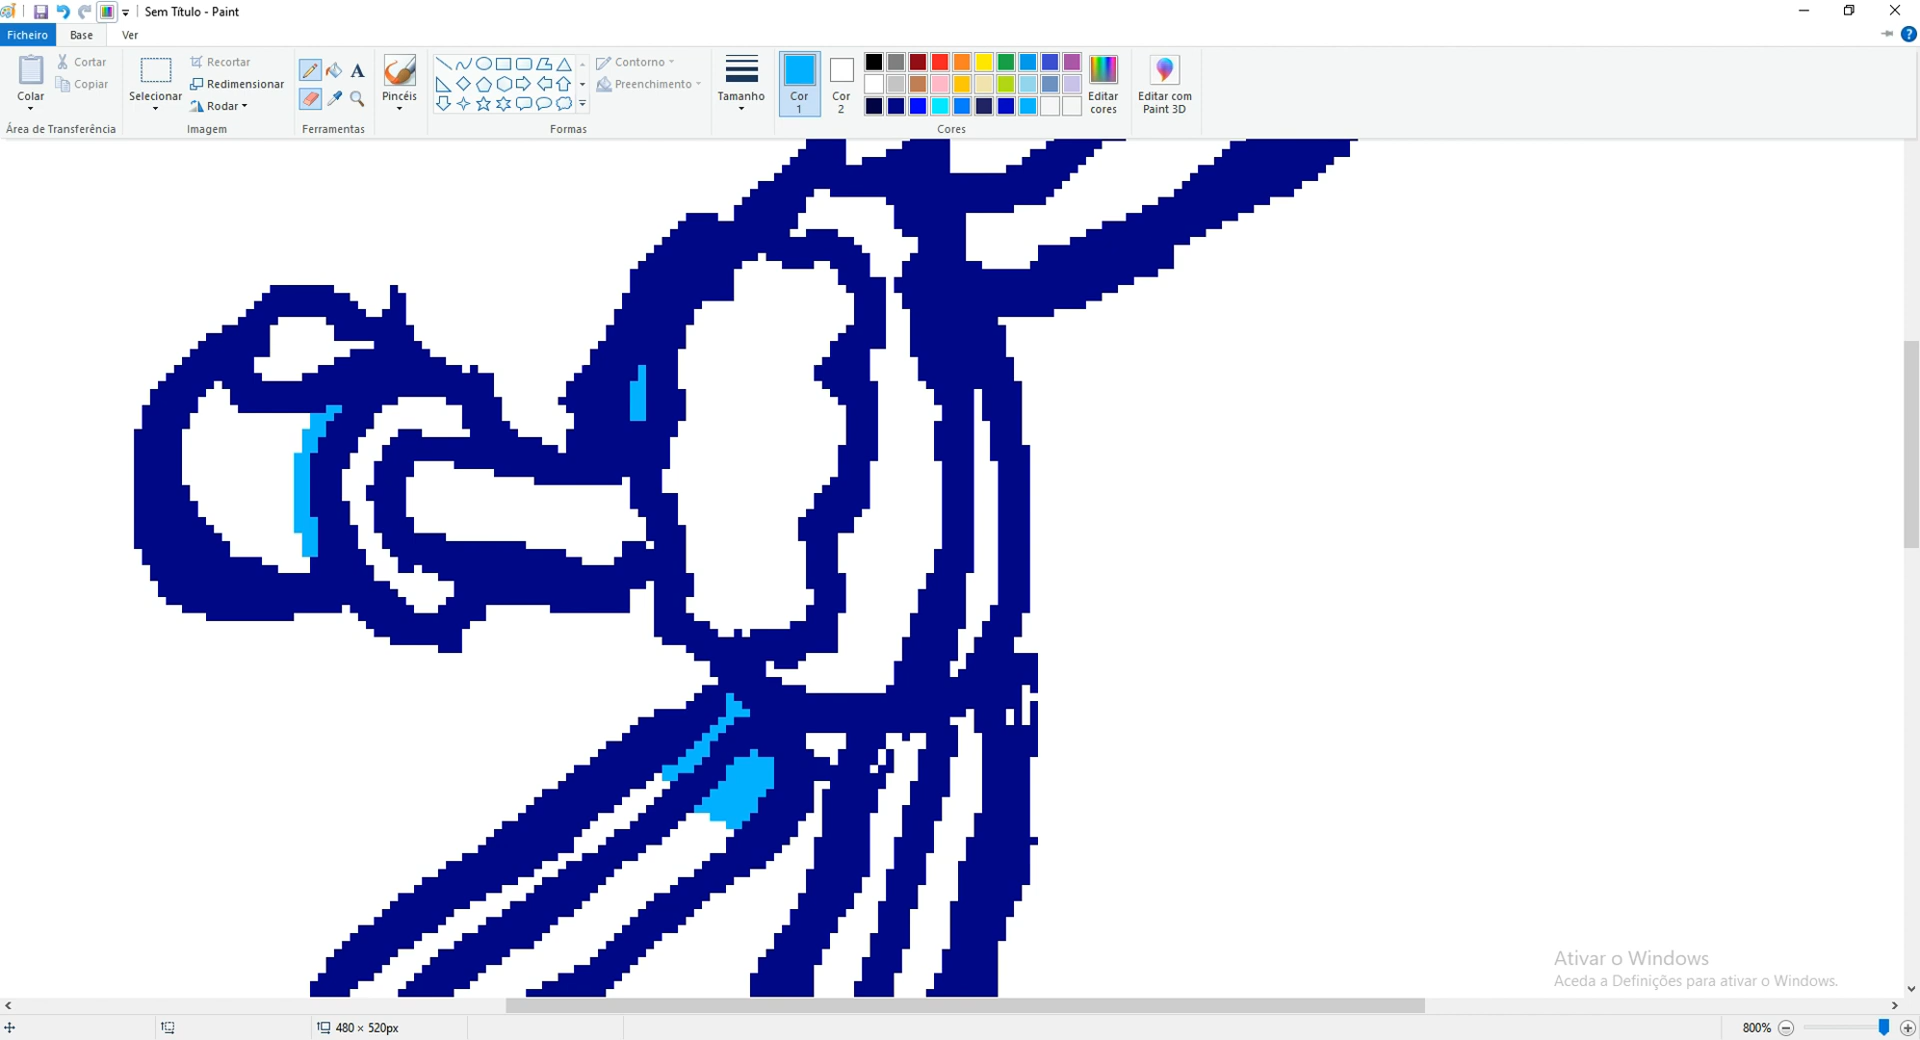 Sem Título - Paint
Ficheiro Base Ver
Colar
Cortar
Copiar
Área de Transferência
Selecionar
Recortar
Redimensionar
Rodar
Imagem
A
Ferramentas
Pincéis
Contorno
Preenchimento
Formas
Tamanho
Cor
1
Cor
2
Editar
cores
Cores
Editar com
Paint 3D
?
Ativar o Windows
Aceda a Definições para ativar o Windows.
480 × 520px
800%